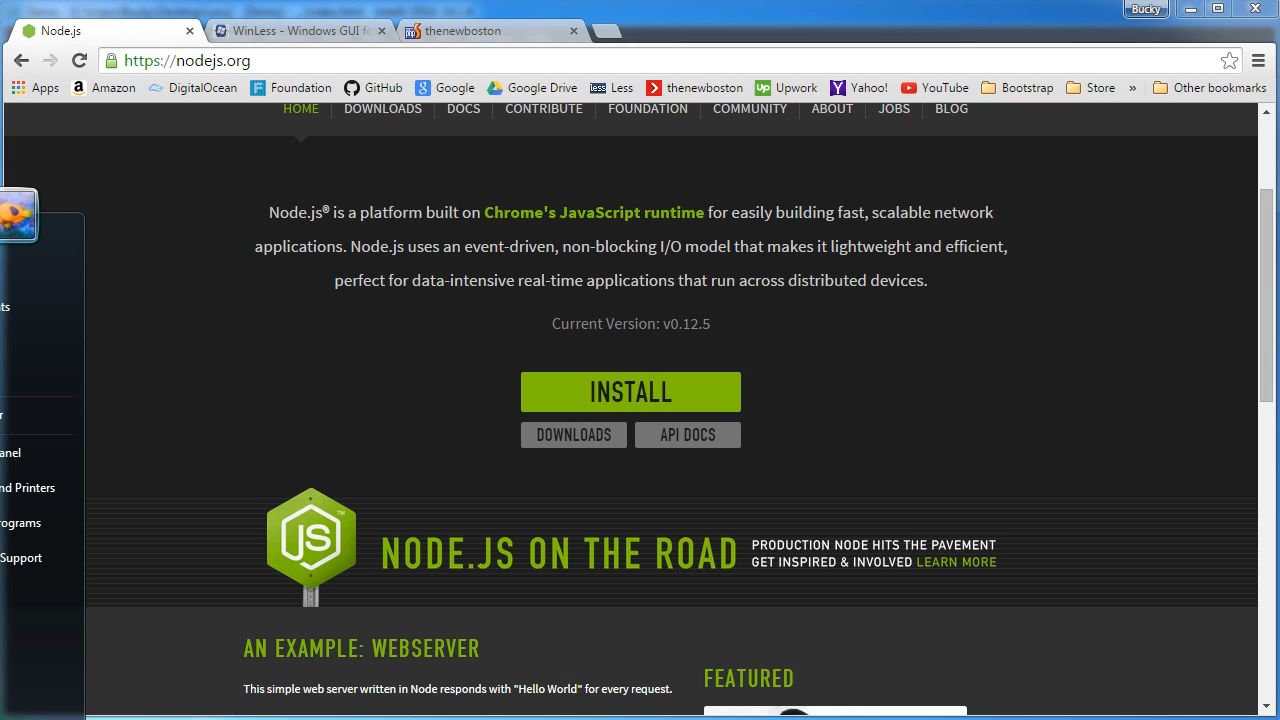 Bucky
Node.js
WinLess - Windows GUI fo
thenewboston
https://nodejs.org
Apps
Amazon
DigitalOcean
Foundation
GitHub
Google
Google Drive
less Less
thenewboston
Upwork
Yahoo!
YouTube
Bootstrap
Store
»
Other bookmarks
HOME
DOWNLOADS
DOCS
CONTRIBUTE
FOUNDATION
COMMUNITY
ABOUT
JOBS
BLOG
Node.js® is a platform built on Chrome's JavaScript runtime for easily building fast, scalable network
applications. Node.js uses an event-driven, non-blocking I/O model that makes it lightweight and efficient,
perfect for data-intensive real-time applications that run across distributed devices.
Current Version: v0.12.5
INSTALL
DOWNLOADS
API DOCS
nts
r
anel
nd Printers
rograms
Support
JS™
NODE.JS ON THE ROAD
PRODUCTION NODE HITS THE PAVEMENT
GET INSPIRED & INVOLVED LEARN MORE
AN EXAMPLE: WEBSERVER
This simple web server written in Node responds with "Hello World" for every request.
FEATURED